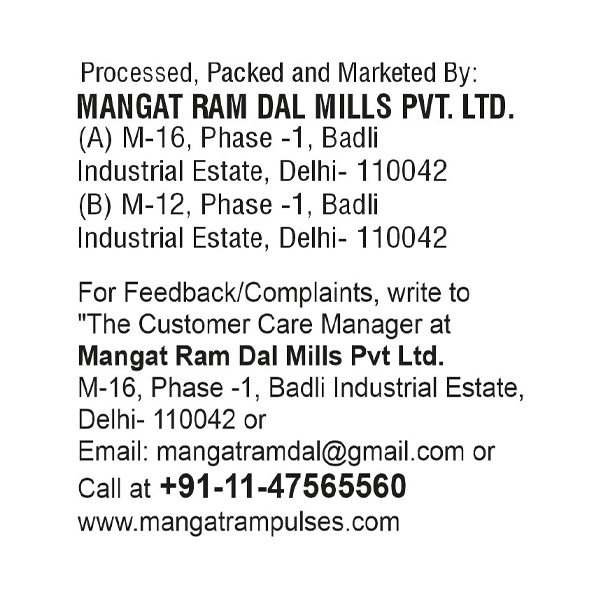 Processed, Packed and Marketed By:
MANGAT RAM DAL MILLS PVT. LTD.
(A) M-16, Phase -1, Badli
Industrial Estate, Delhi- 110042
(B) M-12, Phase -1, Badli
Industrial Estate, Delhi- 110042
For Feedback/Complaints, write to
"The Customer Care Manager at
Mangat Ram Dal Mills Pvt Ltd.
M-16, Phase -1, Badli Industrial Estate,
Delhi- 110042 or
Email: mangatramdal@gmail.com or
Call at +91-11-47565560
www.mangatrampulses.com